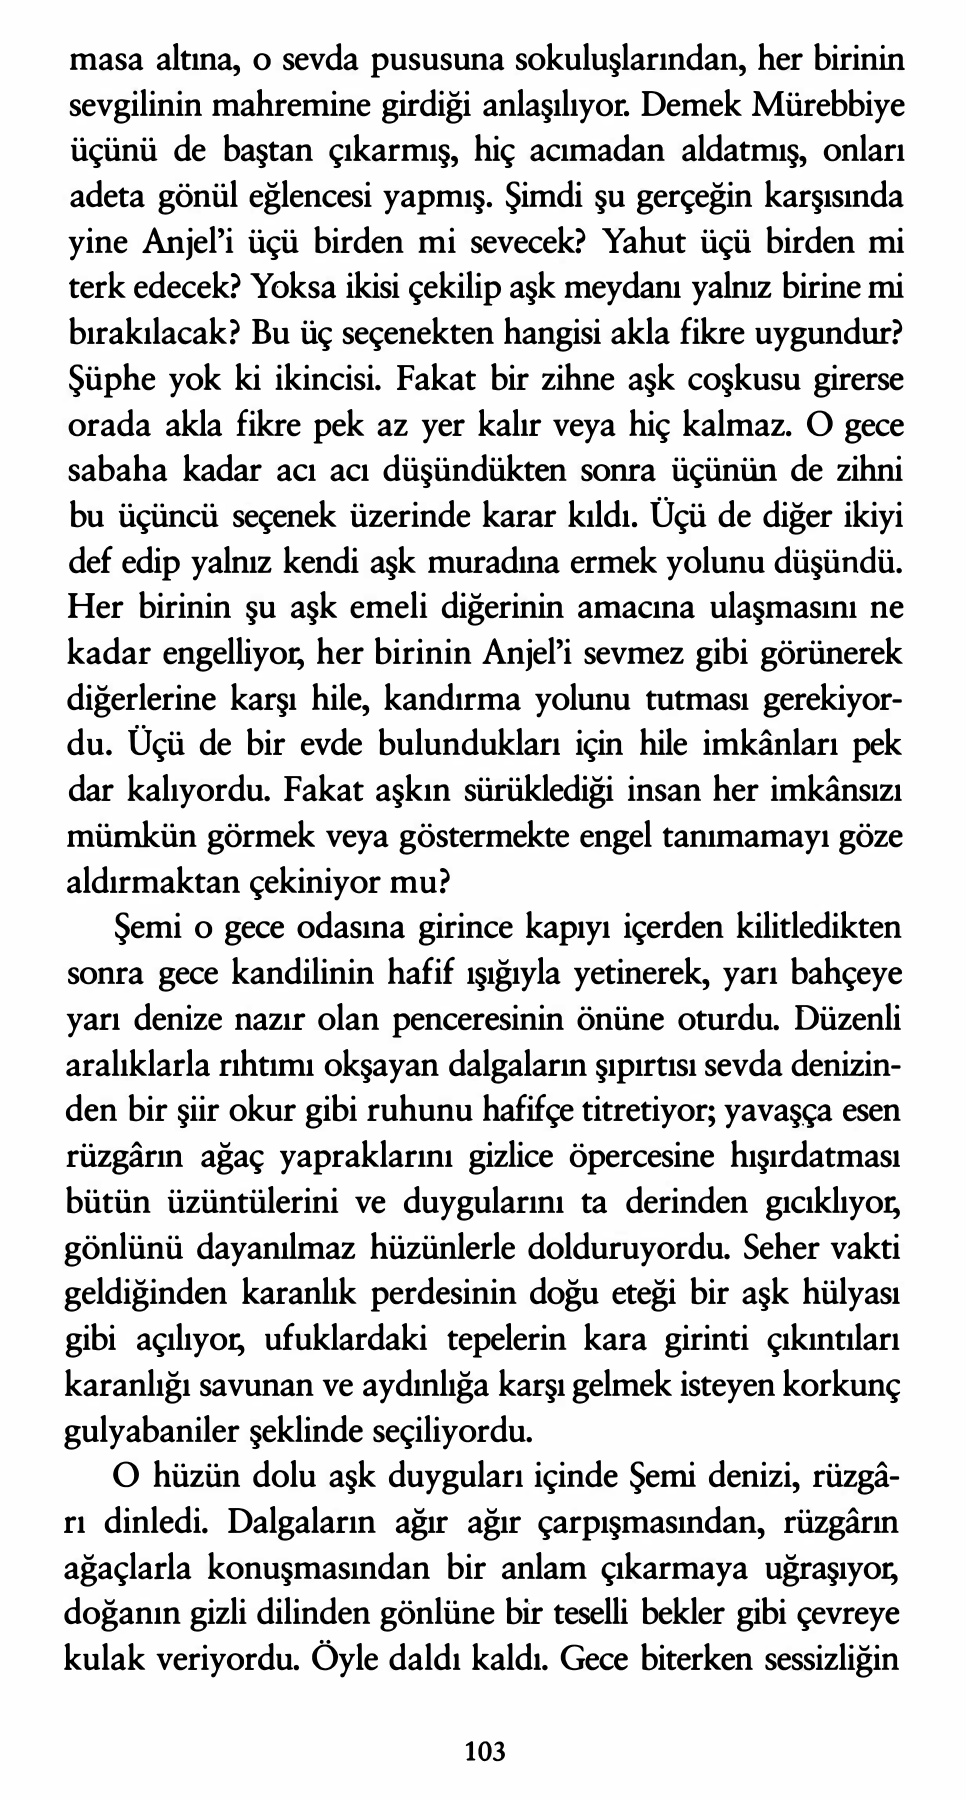 masa altına, o sevda pususuna sokuluşlarından, her birinin
sevgilinin mahremine girdiği anlaşılıyor. Demek Mürebbiye
üçünü de baştan çıkarmış, hiç acımadan aldatmış, onları
adeta gönül eğlencesi yapmış. Şimdi şu gerçeğin karşısında
yine Anjel’i üçü birden mi sevecek? Yahut üçü birden mi
terk edecek? Yoksa ikisi çekilip aşk meydanı yalnız birine mi
bırakılacak? Bu üç seçenekten hangisi akla fikre uygundur?
Şüphe yok ki ikincisi. Fakat bir zihne aşk coşkusu girerse
orada akla fikre pek az yer kalır veya hiç kalmaz. O gece
sabaha kadar acı acı düşündükten sonra üçünün de zihni
bu üçüncü seçenek üzerinde karar kıldı. Üçü de diğer ikiyi
def edip yalnız kendi aşk muradına ermek yolunu düşündü.
Her birinin şu aşk emeli diğerinin amacına ulaşmasını ne
kadar engelliyor, her birinin Anjel’i sevmez gibi görünerek
diğerlerine karşı hile, kandırma yolunu tutması gerekiyor-
du. Üçü de bir evde bulundukları için hile imkânları pek
dar kalıyordu. Fakat aşkın sürüklediği insan her imkânsızı
mümkün görmek veya göstermekte engel tanımamayı göze
aldırmaktan çekiniyor mu?
Şemi o gece odasına girince kapıyı içerden kilitledikten
sonra gece kandilinin hafif ışığıyla yetinerek, yarı bahçeye
yarı denize nazır olan penceresinin önüne oturdu. Düzenli
aralıklarla rıhtımı okşayan dalgaların şıpırtısı sevda denizin-
den bir şiir okur gibi ruhunu hafifçe titretiyor; yavaşça esen
rüzgârın ağaç yapraklarını gizlice öpercesine hışırdatması
bütün üzüntülerini ve duygularını ta derinden gıcıklıyor,
gönlünü dayanılmaz hüzünlerle dolduruyordu. Seher vakti
geldiğinden karanlık perdesinin doğu eteği bir aşk hülyası
gibi açılıyor, ufuklardaki tepelerin kara girinti çıkıntıları
karanlığı savunan ve aydınlığa karşı gelmek isteyen korkunç
gulyabaniler şeklinde seçiliyordu.
O hüzün dolu aşk duyguları içinde Şemi denizi, rüzgâ-
rı dinledi. Dalgaların ağır ağır çarpışmasından, rüzgârın
ağaçlarla konuşmasından bir anlam çıkarmaya uğraşıyor,
doğanın gizli dilinden gönlüne bir teselli bekler gibi çevreye
kulak veriyordu. Öyle daldı kaldı. Gece biterken sessizliğin
103